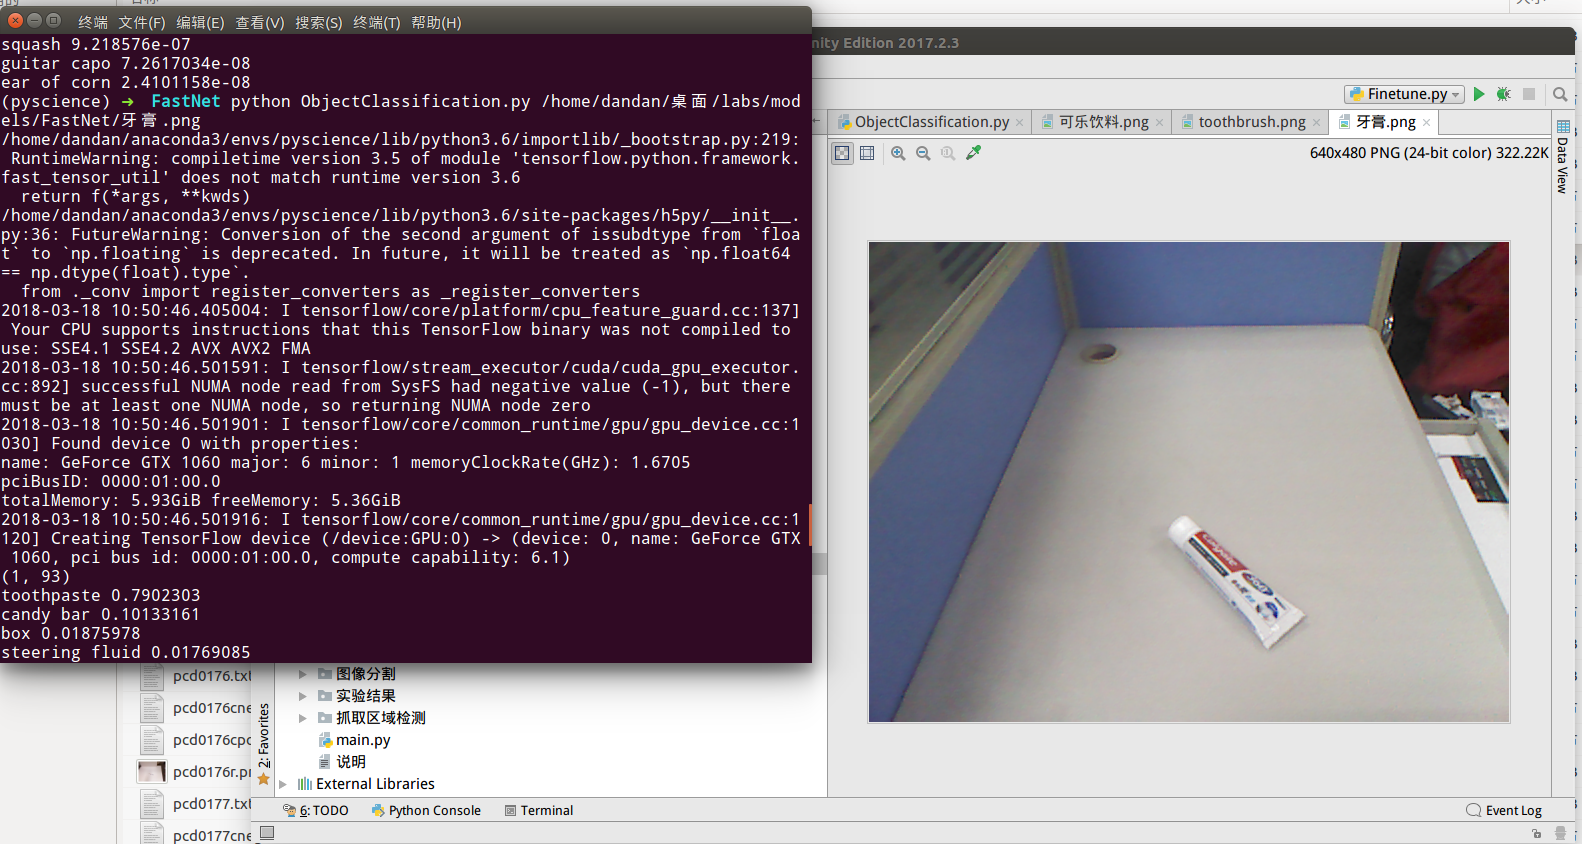 终端 文件(F) 编辑(E) 查看(V) 搜索(S) 终端(T) 帮助(H)
squash 9.218576e-07
guitar capo 7.2617034e-08
ear of corn 2.4101158e-08
(pyscience) ➜  FastNet python ObjectClassification.py /home/dandan/桌面/labs/mod
els/FastNet/牙膏.png
/home/dandan/anaconda3/envs/pyscience/lib/python3.6/importlib/_bootstrap.py:219:
 RuntimeWarning: compiletime version 3.5 of module 'tensorflow.python.framework.
fast_tensor_util' does not match runtime version 3.6
  return f(*args, **kwds)
/home/dandan/anaconda3/envs/pyscience/lib/python3.6/site-packages/h5py/__init__.
py:36: FutureWarning: Conversion of the second argument of issubdtype from `floa
t` to `np.floating` is deprecated. In future, it will be treated as `np.float64
== np.dtype(float).type`.
  from ._conv import register_converters as _register_converters
2018-03-18 10:50:46.405004: I tensorflow/core/platform/cpu_feature_guard.cc:137]
 Your CPU supports instructions that this TensorFlow binary was not compiled to
use: SSE4.1 SSE4.2 AVX AVX2 FMA
2018-03-18 10:50:46.501591: I tensorflow/stream_executor/cuda/cuda_gpu_executor.
cc:892] successful NUMA node read from SysFS had negative value (-1), but there
must be at least one NUMA node, so returning NUMA node zero
2018-03-18 10:50:46.501901: I tensorflow/core/common_runtime/gpu/gpu_device.cc:1
030] Found device 0 with properties:
name: GeForce GTX 1060 major: 6 minor: 1 memoryClockRate(GHz): 1.6705
pciBusID: 0000:01:00.0
totalMemory: 5.93GiB freeMemory: 5.36GiB
2018-03-18 10:50:46.501916: I tensorflow/core/common_runtime/gpu/gpu_device.cc:1
120] Creating TensorFlow device (/device:GPU:0) -> (device: 0, name: GeForce GTX
 1060, pci bus id: 0000:01:00.0, compute capability: 6.1)
(1, 93)
toothpaste 0.7902303
candy bar 0.10133161
box 0.01875978
steering fluid 0.01769085
nity Edition 2017.2.3
Finetune.py
ObjectClassification.py 可乐饮料.png toothbrush.png 牙膏.png
640x480 PNG (24-bit color) 322.22K
Data View
Colgate
pcd0176.txt
pcd0176cne
pcd0176cpo
pcd0176r.pn
pcd0177.txt
pcd0177cne
2: Favorites
图像分割
实验结果
抓取区域检测
main.py
说明
External Libraries
6: TODO Python Console Terminal
Event Log